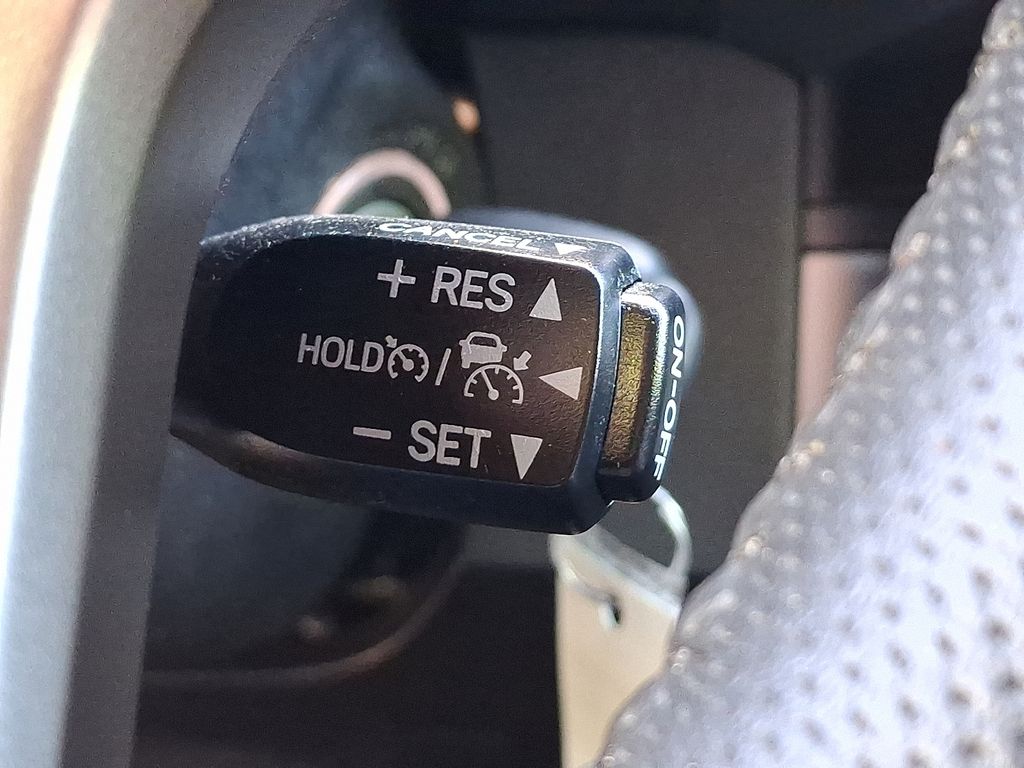 CANCEL
+ RES
HOLD /
- SET
ON-OFF